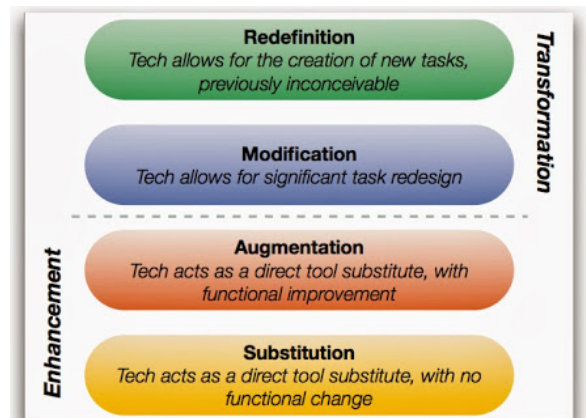 Redefinition
Tech allows for the creation of new tasks,
previously inconceivable
Transformation
Modification
Tech allows for significant task redesign
Enhancement
Augmentation
Tech acts as a direct tool substitute, with
functional improvement
Substitution
Tech acts as a direct tool substitute, with no
functional change